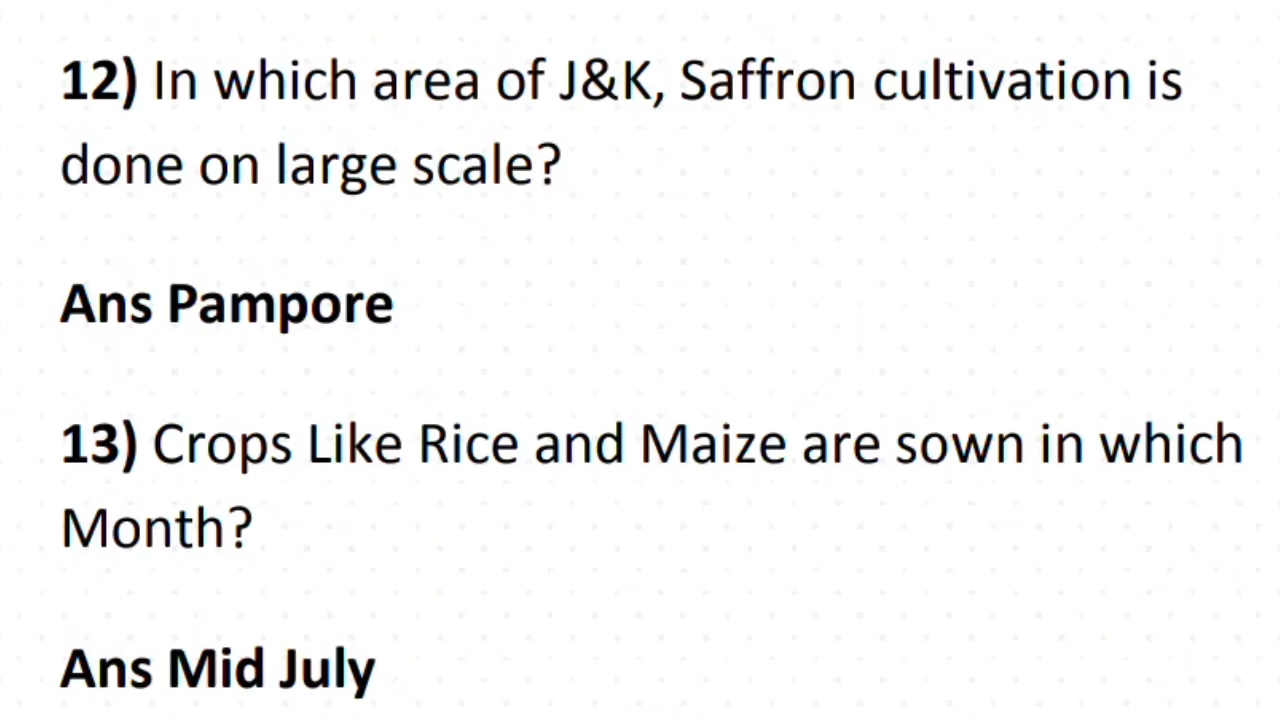 12) In which area of J&K, Saffron cultivation is
done on large scale?
Ans Pampore
13) Crops Like Rice and Maize are sown in which
Month?
Ans Mid July